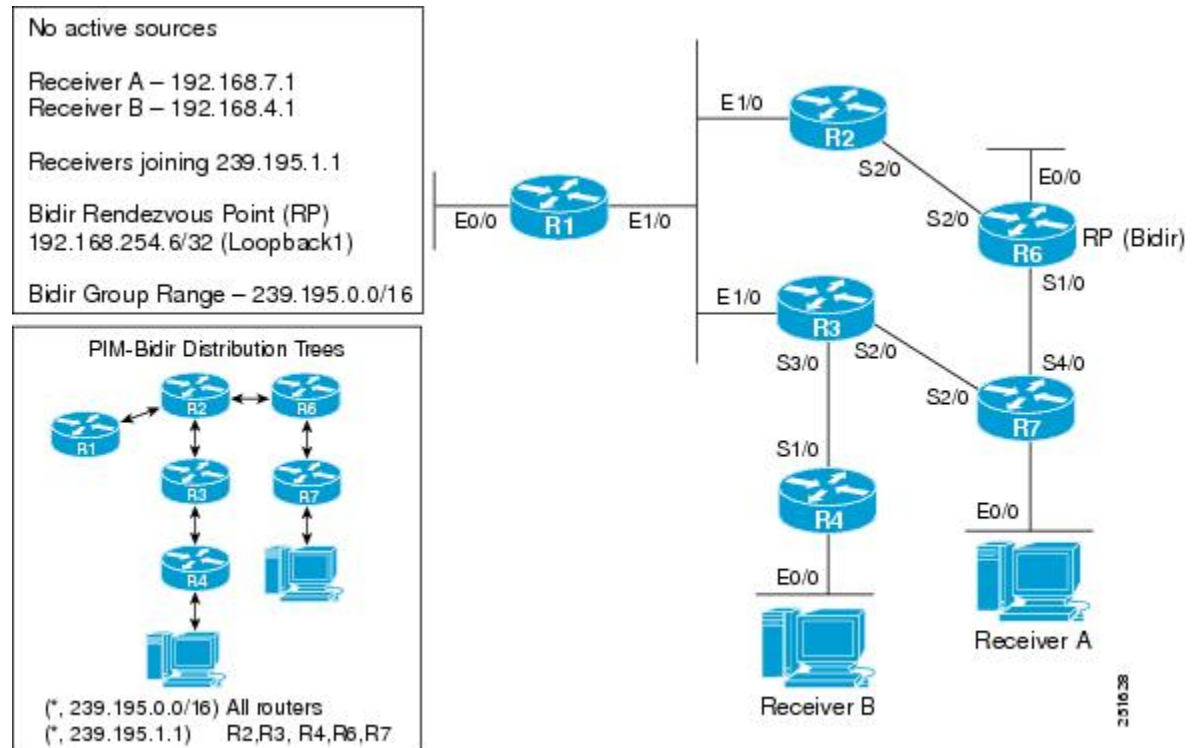 No active sources
Receiver A – 192.168.7.1
Receiver B – 192.168.4.1
Receivers joining 239.195.1.1
Bidir Rendezvous Point (RP)
192.168.254.6/32 (Loopback1)
Bidir Group Range – 239.195.0.0/16
PIM-Bidir Distribution Trees
R1
R2
R6
R3
R7
R4
(*, 239.195.0.0/16) All routers
(*, 239.195.1.1) R2,R3, R4,R6,R7
E0/0
R1
E1/0
E1/0
R2
S2/0
E0/0
S2/0
R6
RP (Bidir)
S1/0
E1/0
R3
S3/0
S2/0
S4/0
S2/0
R7
S1/0
R4
E0/0
E0/0
Receiver A
Receiver B
251628